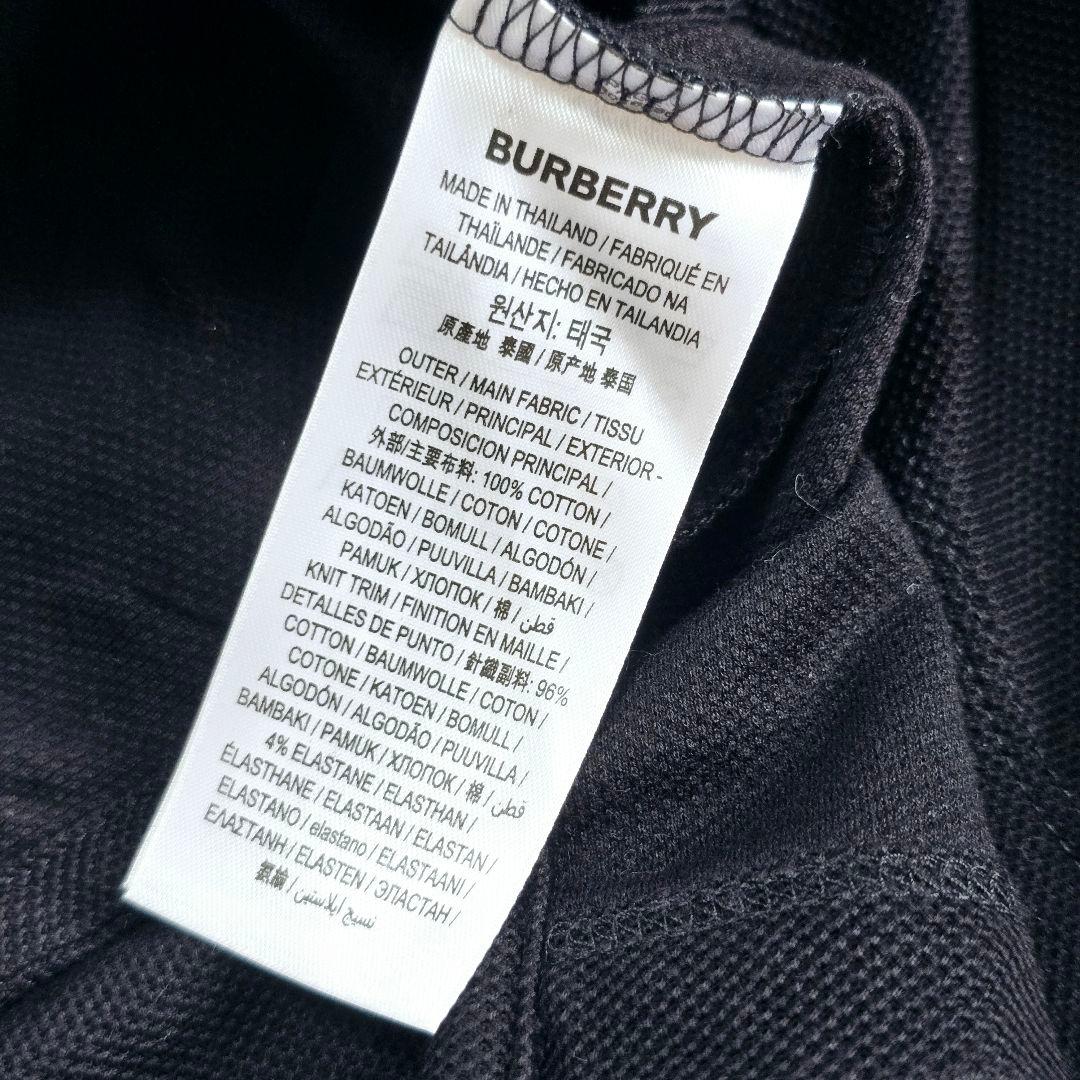 BURBERRY
MADE IN THAILAND / FABRIQUÉ EN
THAÏLANDE / FABRICADO NA
TAILÂNDIA / HECHO EN TAILANDIA
원산지: 태국
原產地 泰國 / 原产地 泰国
OUTER / MAIN FABRIC / TISSU
EXTÉRIEUR / PRINCIPAL / EXTERIOR -
COMPOSICION PRINCIPAL /
外部/主要布料: 100% COTTON /
BAUMWOLLE / COTON / COTONE /
KATOEN / BOMULL / ALGODÓN /
ALGODÃO / PUUVILLA / BAMBAKI /
PAMUK / ХЛОПОК / 棉 / قطن
KNIT TRIM / FINITION EN MAILLE /
DETALLES DE PUNTO / 針織副料: 96%
COTTON / BAUMWOLLE / COTON /
COTONE / KATOEN / BOMULL /
ALGODÓN / ALGODÃO / PUUVILLA /
BAMBAKI / PAMUK / ХЛОПОК / 棉 / قطن
4% ELASTANE / ELASTHAN /
ÉLASTHANE / ELASTAAN / ELASTAN /
ELASTANO / elastano / ELASTAANI /
ΕΛΑΣΤΑΝΗ / ELASTEN / ЭЛАСТАН /
氨綸 / نسيج ايلاستين